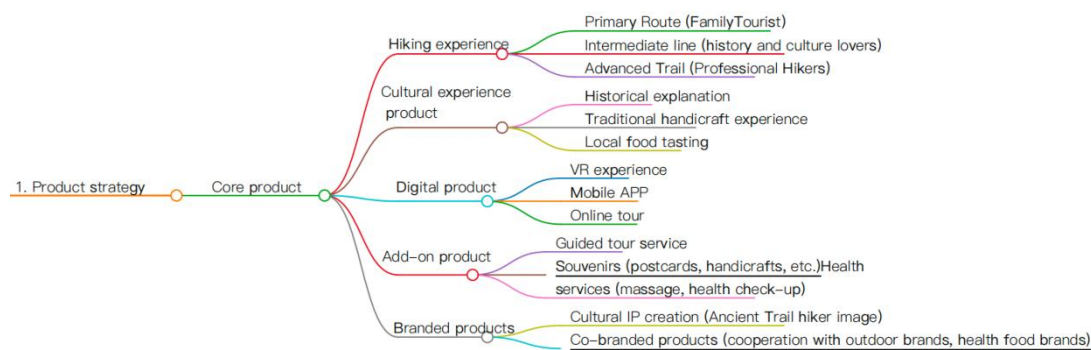 1. Product strategy
Core product
Hiking experience
Primary Route (FamilyTourist)
Intermediate line (history and culture lovers)
Advanced Trail (Professional Hikers)
Cultural experience
product
Historical explanation
Traditional handicraft experience
Local food tasting
Digital product
VR experience
Mobile APP
Online tour
Add-on product
Guided tour service
Souvenirs (postcards, handicrafts, etc.)Health
services (massage, health check-up)
Branded products
Cultural IP creation (Ancient Trail hiker image)
Co-branded products (cooperation with outdoor brands, health food brands)